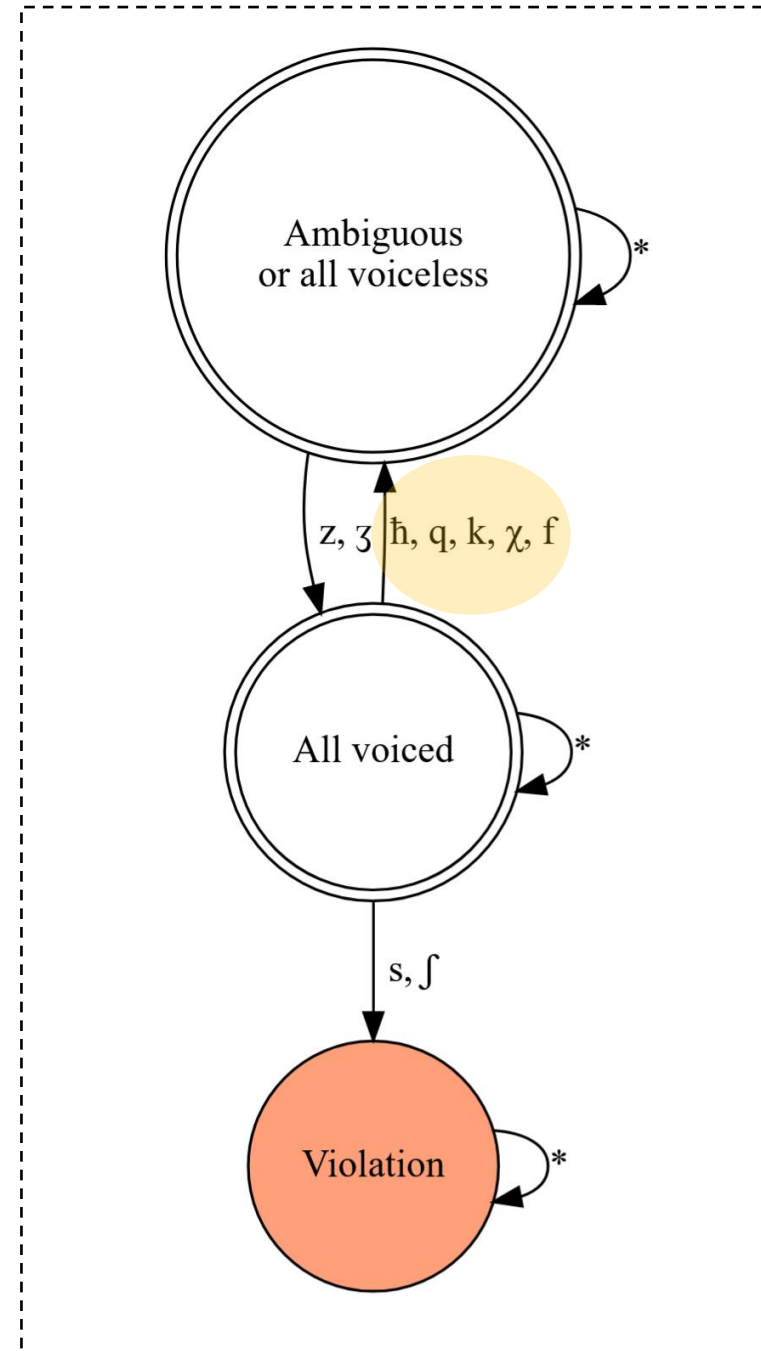 Ambiguous
or all voiceless
*
z, ʒ
ħ, q, k, χ, f
All voiced
*
s, ʃ
Violation
*